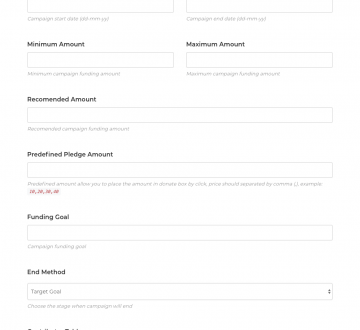 Campaign start date (dd-mm-yy) Campaign end date (dd-mm-yy)
Minimum Amount Maximum Amount
Minimum campaign funding amount Maximum campaign funding amount
Recomended Amount
Recomended campaign funding amount
Predefined Pledge Amount
Predefined amount allow you to place the amount in donate box by click, price should separated by comma (,), example:
10,20,30,40
Funding Goal
Campaign funding goal
End Method
Target Goal
Choose the stage when campaign will end